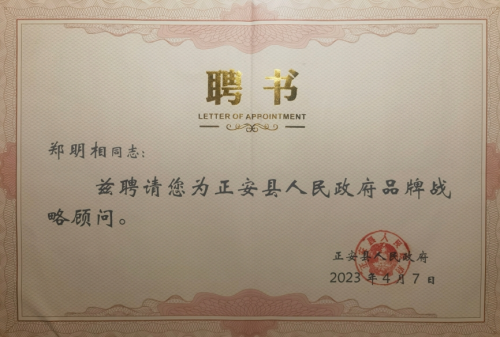 聘书
LETTER OF APPOINTMENT
郑明相同志：
兹聘请您为正安县人民政府品牌战
略顾问。
正安县人民政府
2023年4月7日